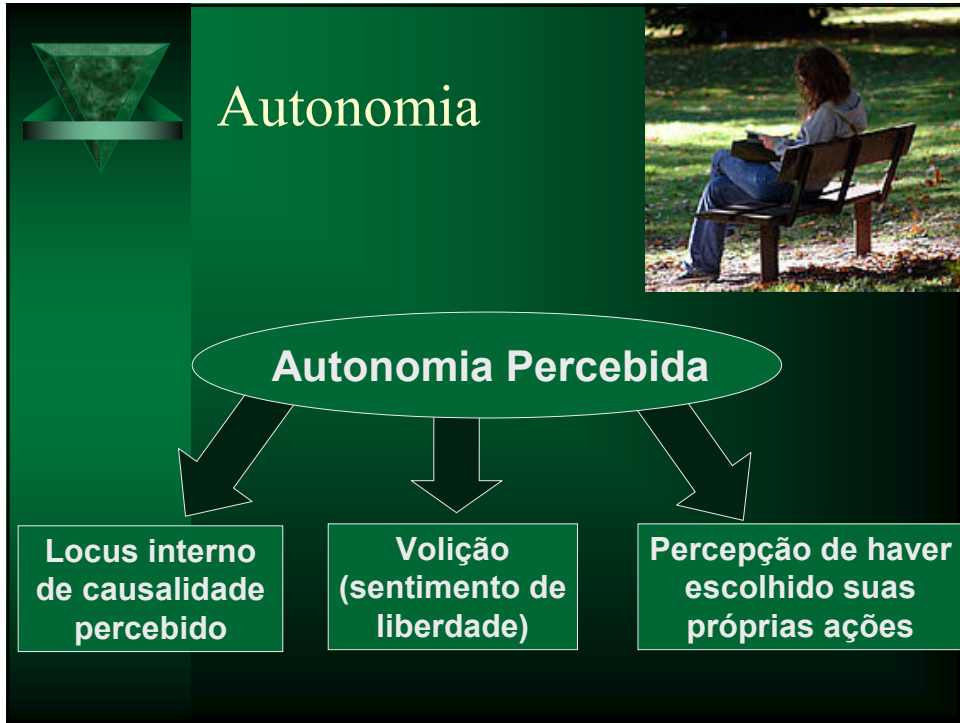 Autonomia
Autonomia Percebida
Locus interno
de causalidade
percebido
Volição
(sentimento de
liberdade)
Percepção de haver
escolhido suas
próprias ações